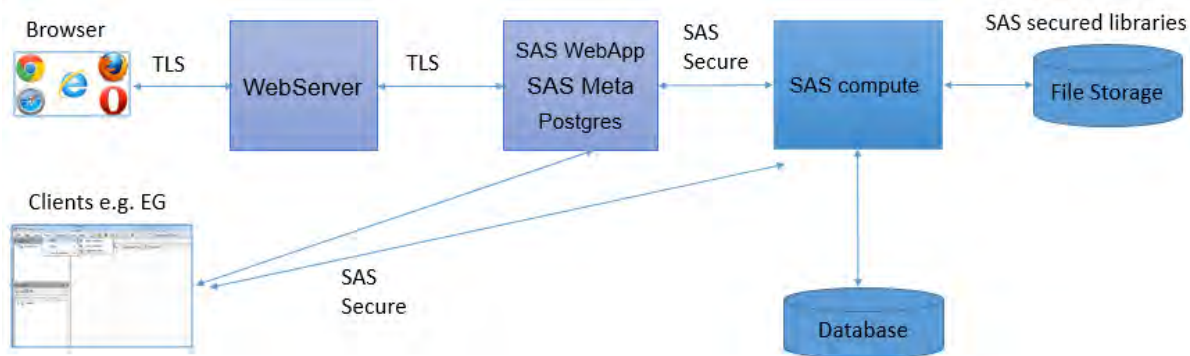 Browser
TLS
WebServer
TLS
SAS WebApp
SAS Meta
Postgres
SAS
Secure
SAS compute
SAS secured libraries
File Storage
Clients e.g. EG
SAS
Secure
Database